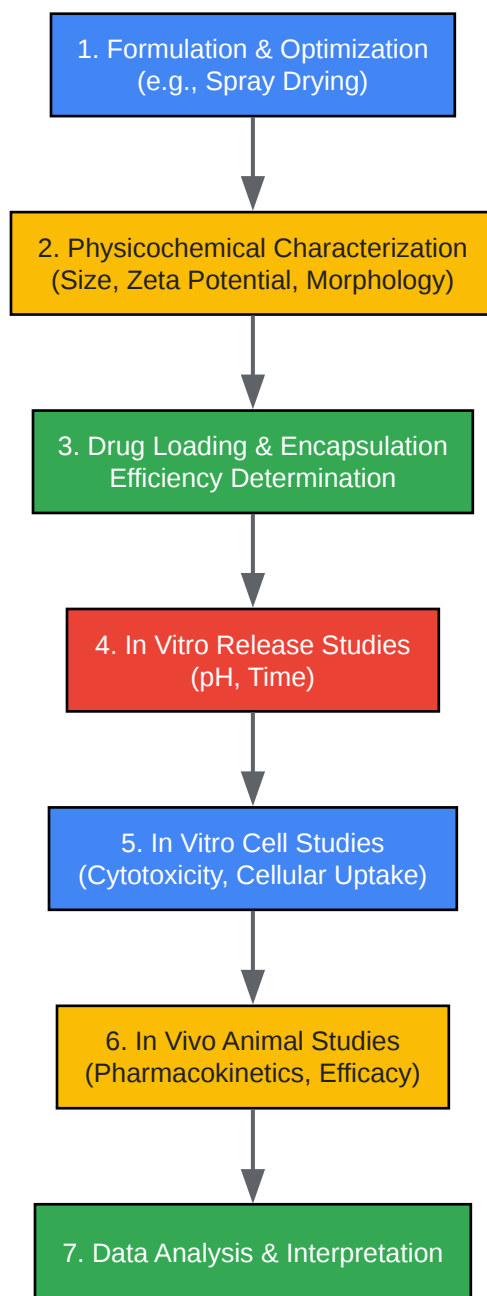 1. Formulation & Optimization
(e.g., Spray Drying)
2. Physicochemical Characterization
(Size, Zeta Potential, Morphology)
3. Drug Loading & Encapsulation
Efficiency Determination
4. In Vitro Release Studies
(pH, Time)
5. In Vitro Cell Studies
(Cytotoxicity, Cellular Uptake)
6. In Vivo Animal Studies
(Pharmacokinetics, Efficacy)
7. Data Analysis & Interpretation